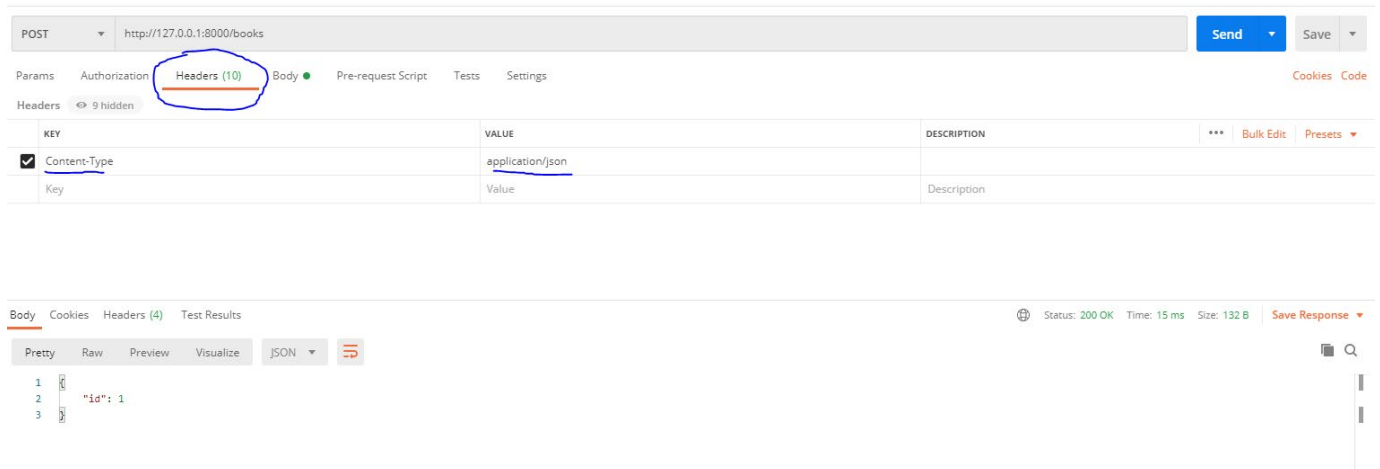 POST http://127.0.0.1:8000/books Send Save
Params Authorization Headers (10) Body Pre-request Script Tests Settings Cookies Code
Headers 9 hidden
KEY VALUE DESCRIPTION ••• Bulk Edit Presets
Content-Type application/json
Key Value Description
Body Cookies Headers (4) Test Results Status: 200 OK Time: 15 ms Size: 132 B Save Response
Pretty Raw Preview Visualize JSON
1 {
2 "id": 1
3 }